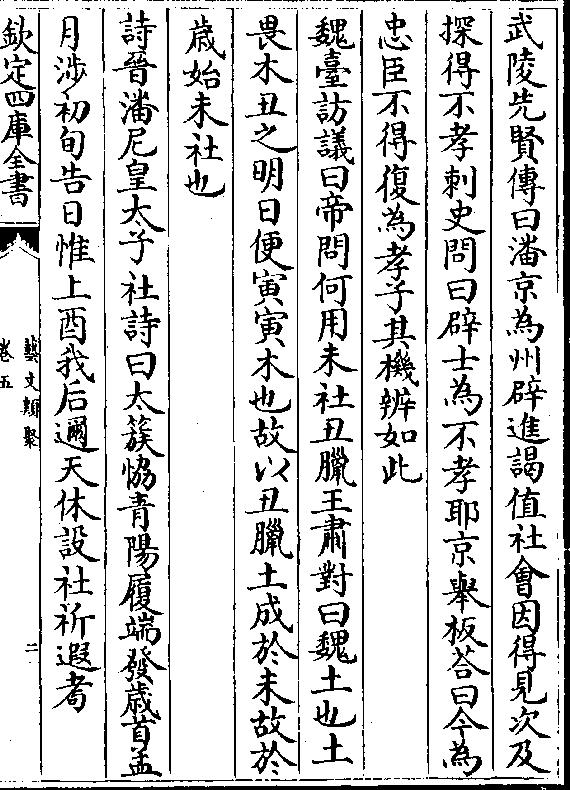 武陵先賢傳曰潘京為州辟進謁值社會因得見次及
探得不孝刺史問曰辟士為不孝耶京舉板荅曰今為
忠臣不得復為孝子其機辨如此
魏臺訪議曰帝問何用未社丑臘王肅對曰魏土也土
畏木丑之明日便寅寅木也故以丑臘土成於未故於
歳始未社也
詩晉潘尼皇太子社詩曰太簇恊青陽履端發歳首孟
月涉初旬告日惟上酉我后邇天休設社祈遐耇
欽定四庫全書
藝文類聚
卷五
二